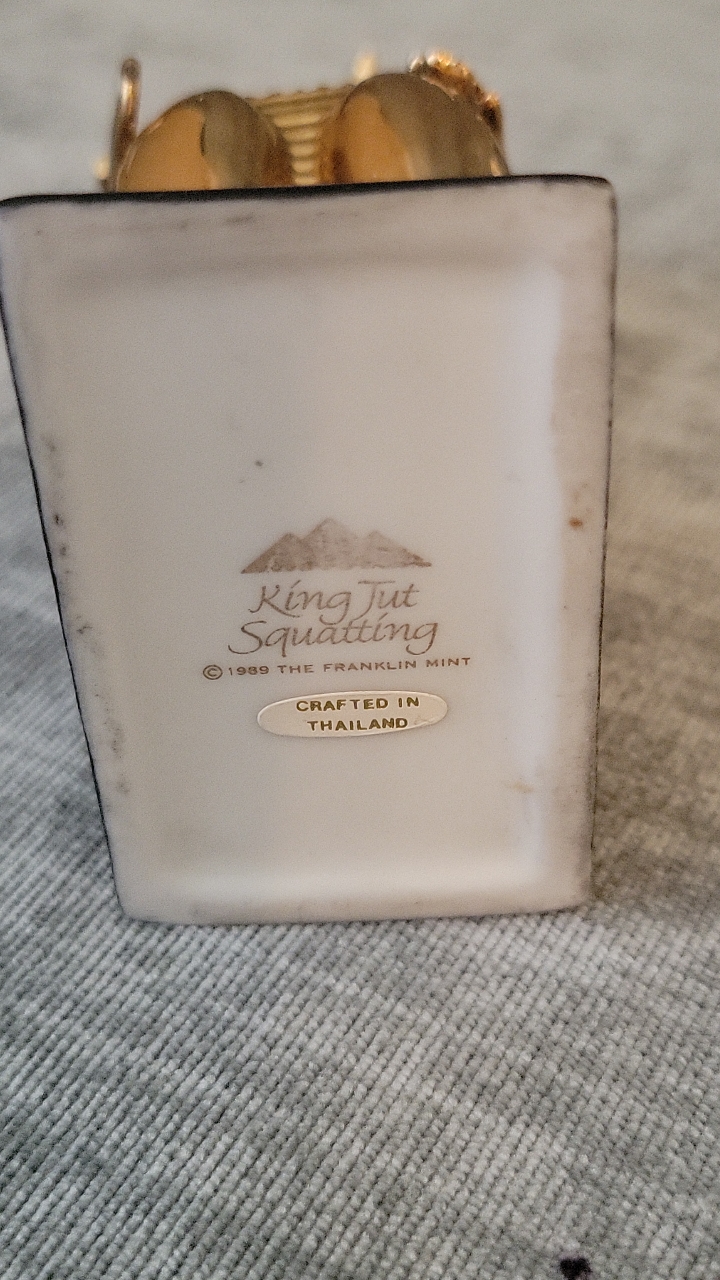 King Tut
Squatting
©1989 THE FRANKLIN MINT
CRAFTED IN
THAILAND